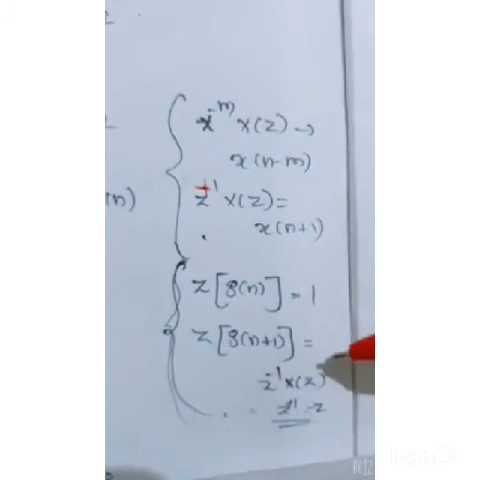 z^-m X(z) →
x(n-m)
(n)
z^1 X(z) =
x(n+1)
z[δ(n)] = 1
z[δ(n+1)] =
z^-1 X(z)
z^1 = z